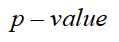 p – value